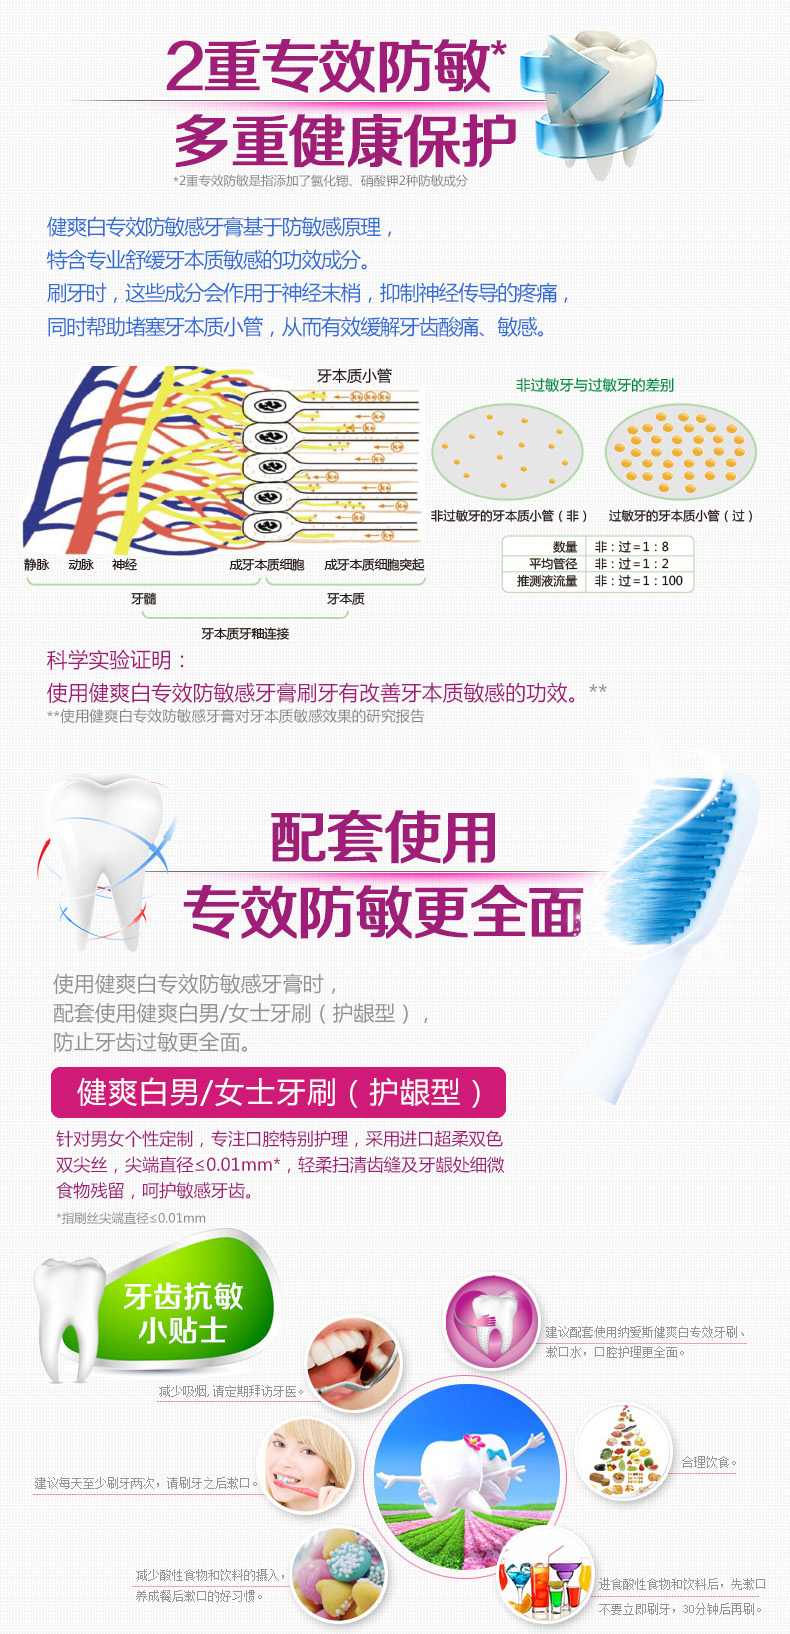 2重专效防敏*
多重健康保护
*2重专效防敏是指添加了氯化锶、硝酸钾2种防敏成分
健爽白专效防敏感牙膏基于防敏感原理，
特含专业舒缓牙本质敏感的功效成分。
刷牙时，这些成分会作用于神经末梢，抑制神经传导的疼痛，
同时帮助堵塞牙本质小管，从而有效缓解牙齿酸痛、敏感。
牙本质小管
静脉 动脉 神经 成牙本质细胞 成牙本质细胞突起
牙髓 牙本质
牙本质牙釉连接
非过敏牙与过敏牙的差别
非过敏牙的牙本质小管（非） 过敏牙的牙本质小管（过）
数量 非：过＝1：8
平均管径 非：过＝1：2
推测液流量 非：过＝1：100
科学实验证明：
使用健爽白专效防敏感牙膏刷牙有改善牙本质敏感的功效。**
**使用健爽白专效防敏感牙膏对牙本质敏感效果的研究报告
配套使用
专效防敏更全面
使用健爽白专效防敏感牙膏时，
配套使用健爽白男/女士牙刷（护龈型），
防止牙齿过敏更全面。
健爽白男/女士牙刷（护龈型）
针对男女个性定制，专注口腔特别护理，采用进口超柔双色
双尖丝，尖端直径≤0.01mm*，轻柔扫清齿缝及牙龈处细微
食物残留，呵护敏感牙齿。
*指刷丝尖端直径≤0.01mm
牙齿抗敏
小贴士
建议配套使用纳爱斯健爽白专效牙刷、
漱口水，口腔护理更全面。
减少吸烟,请定期拜访牙医。
合理饮食。
建议每天至少刷牙两次，请刷牙之后漱口。
减少酸性食物和饮料的摄入，
养成餐后漱口的好习惯。
进食酸性食物和饮料后，先漱口
不要立即刷牙，30分钟后再刷。